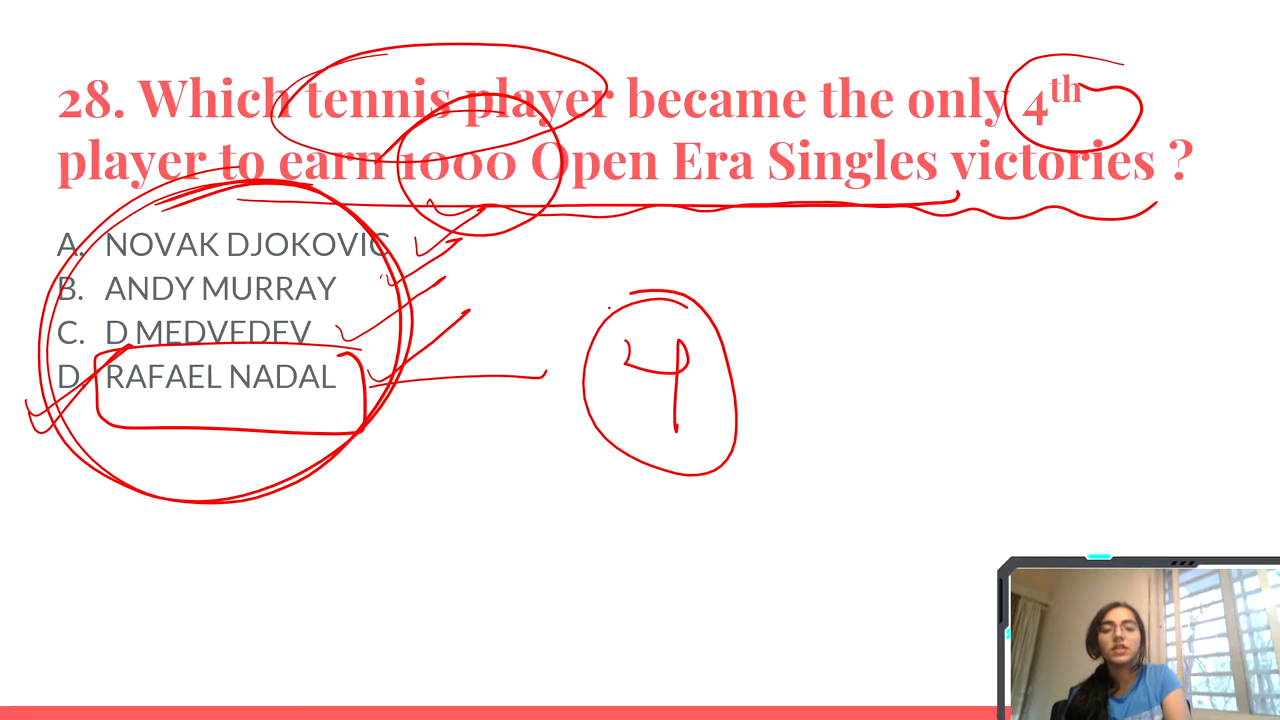 28. Which tennis player became the only 4th
player to earn 1000 Open Era Singles victories ?
A. NOVAK DJOKOVIC
B. ANDY MURRAY
C. D MEDVEDEV
D. RAFAEL NADAL
4